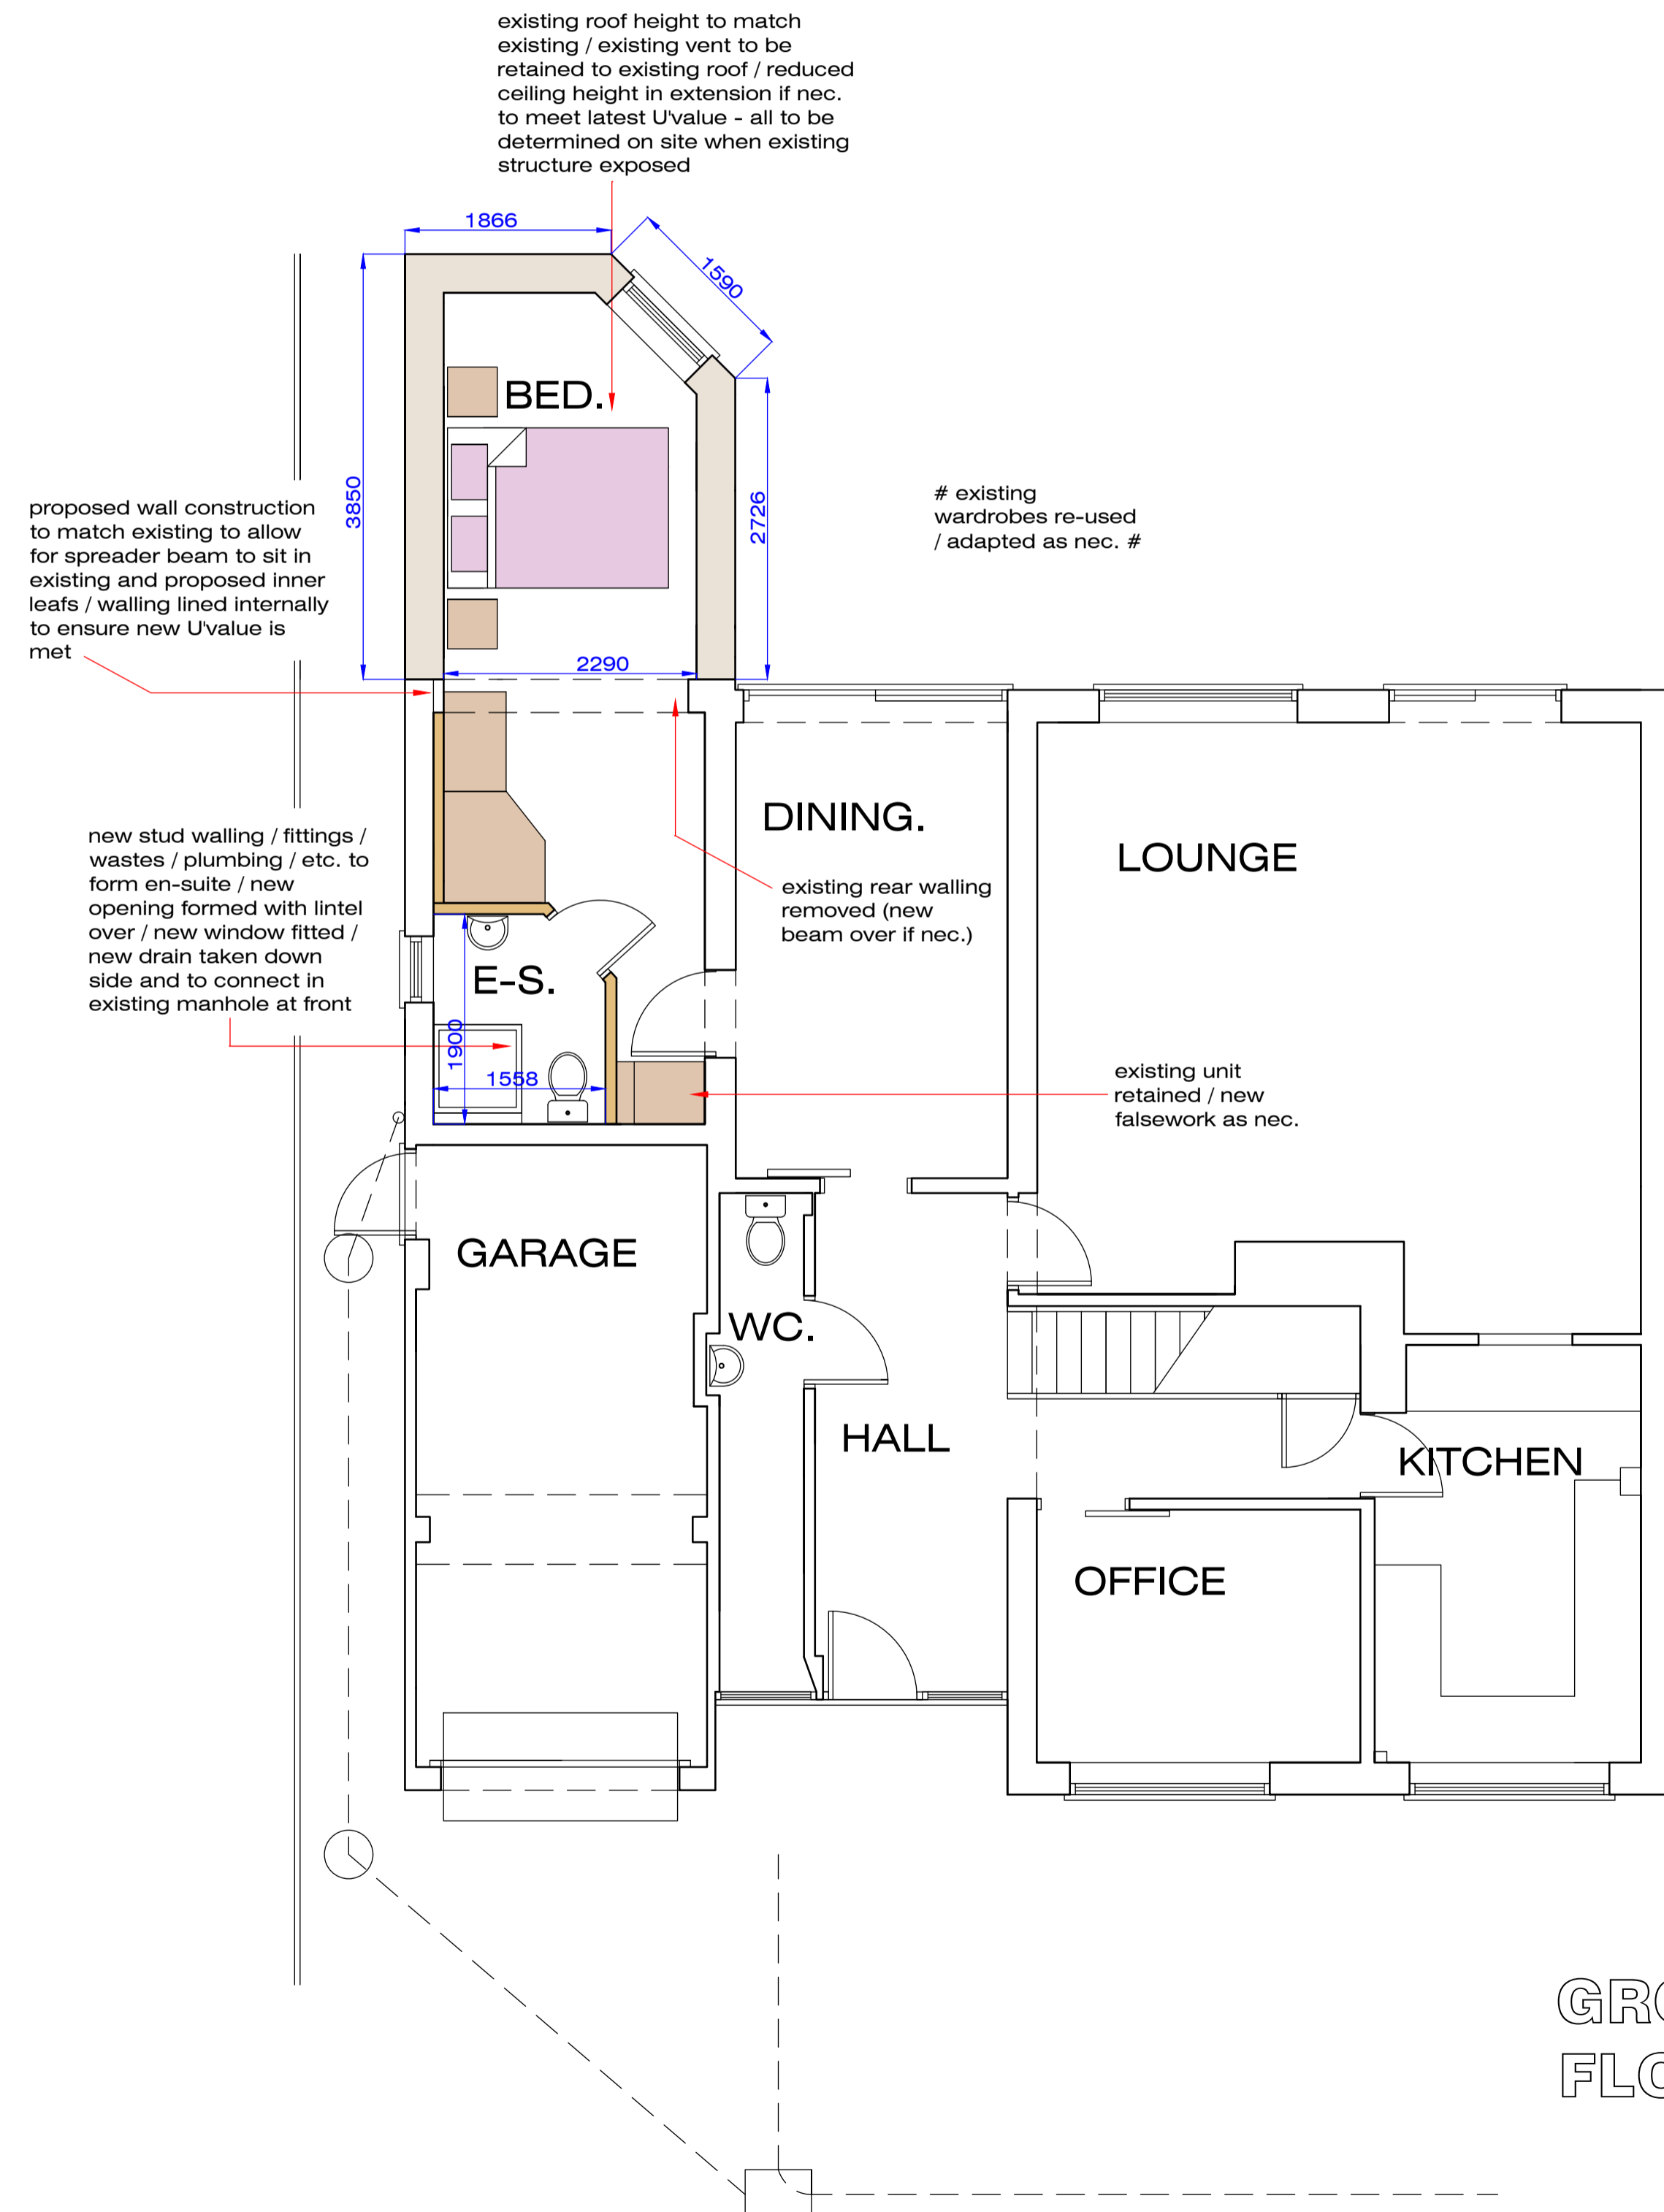 existing roof height to match
existing / existing vent to be
retained to existing roof / reduced
ceiling height in extension if nec.
to meet latest U'value - all to be
determined on site when existing
structure exposed
1866
1590
BED.
3850
2726
# existing
wardrobes re-used
/ adapted as nec. #
proposed wall construction
to match existing to allow
for spreader beam to sit in
existing and proposed inner
leafs / walling lined internally
to ensure new U'value is
met
2290
DINING.
LOUNGE
new stud walling / fittings /
wastes / plumbing / etc. to
form en-suite / new
opening formed with lintel
over / new window fitted /
new drain taken down
side and to connect in
existing manhole at front
existing rear walling
removed (new
beam over if nec.)
E-S.
1900
1558
existing unit
retained / new
falsework as nec.
GARAGE
WC.
HALL
KITCHEN
OFFICE
GRO
FLO